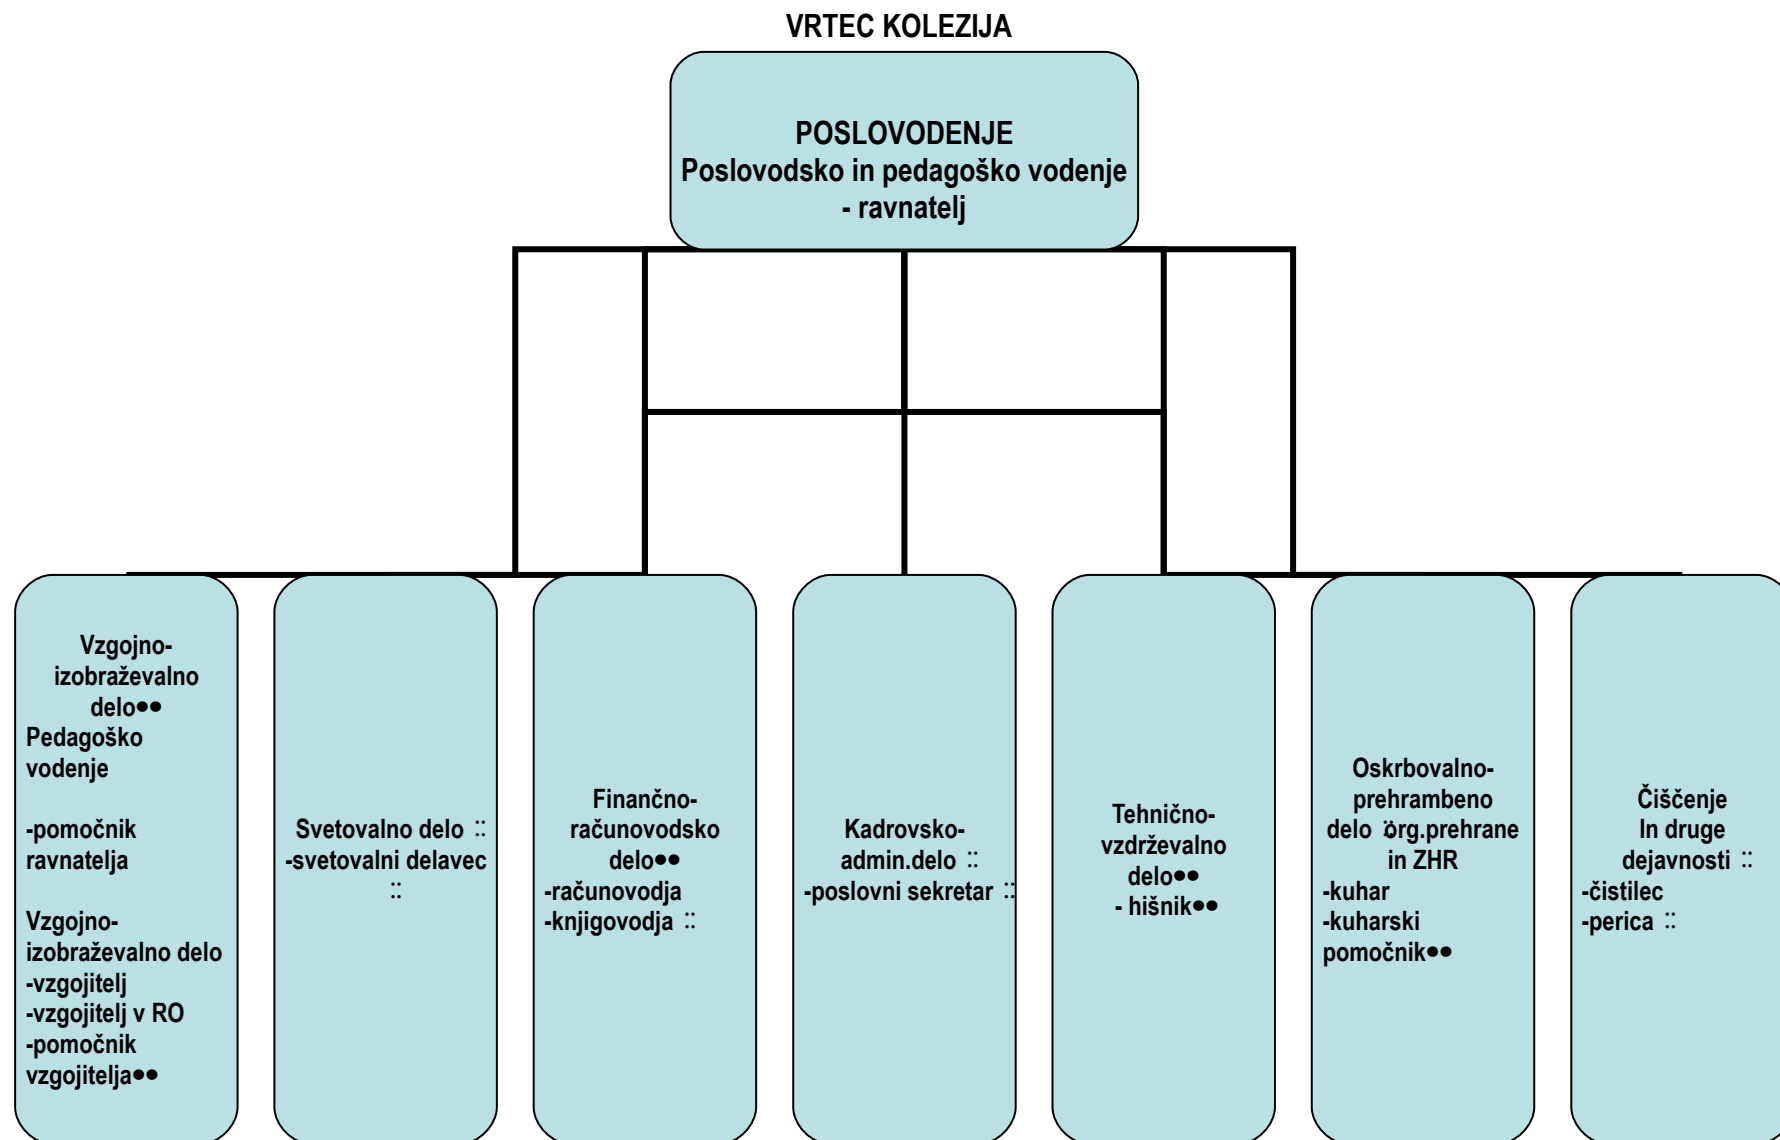 VRTEC KOLEZIJA
POSLOVODENJE
Poslovodsko in pedagoško vodenje
- ravnatelj
Vzgojno-
izobraževalno
delo●●
Pedagoško
vodenje
-pomočnik
ravnatelja
Vzgojno-
izobraževalno delo
-vzgojitelj
-vzgojitelj v RO
-pomočnik
vzgojitelja●●
Svetovalno delo ::
-svetovalni delavec
::
Finančno-
računovodsko
delo●●
-računovodja
-knjigovodja ::
Kadrovsko-
admin.delo ::
-poslovni sekretar ::
Tehnično-
vzdrževalno
delo●●
- hišnik●●
Oskrbovalno-
prehrambeno
delo ::org.prehrane
in ZHR
-kuhar
-kuharski
pomočnik●●
Čiščenje
In druge
dejavnosti ::
-čistilec
-perica ::